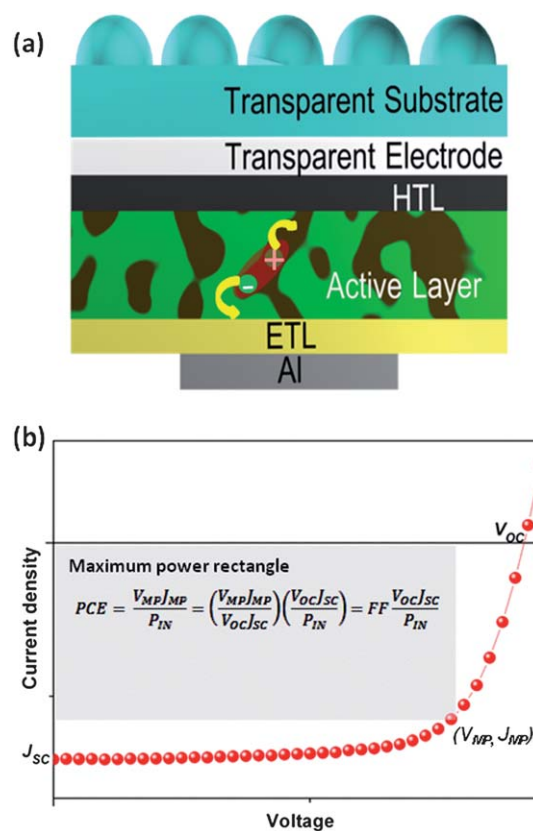 (a)
Transparent Substrate
Transparent Electrode
HTL
+
-
Active Layer
ETL
Al
(b)
V_OC
Maximum power rectangle
PCE = V_MP J_MP / P_IN = (V_MP J_MP / V_OC J_SC) (V_OC J_SC / P_IN) = FF V_OC J_SC / P_IN
Current density
(V_MP, J_MP)
J_SC
Voltage